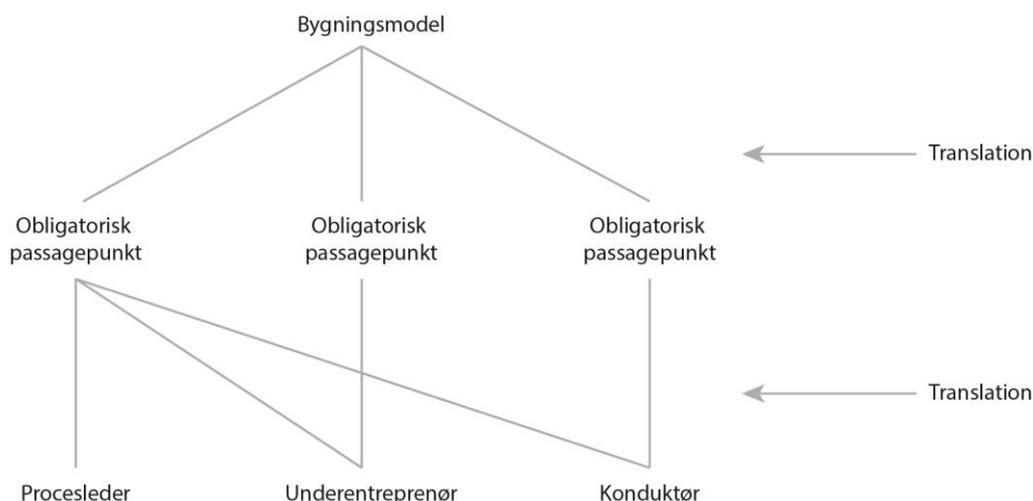 Bygningsmodel
Translation
Obligatorisk
passagepunkt
Obligatorisk
passagepunkt
Obligatorisk
passagepunkt
Translation
Procesleder
Underentreprenør
Konduktør